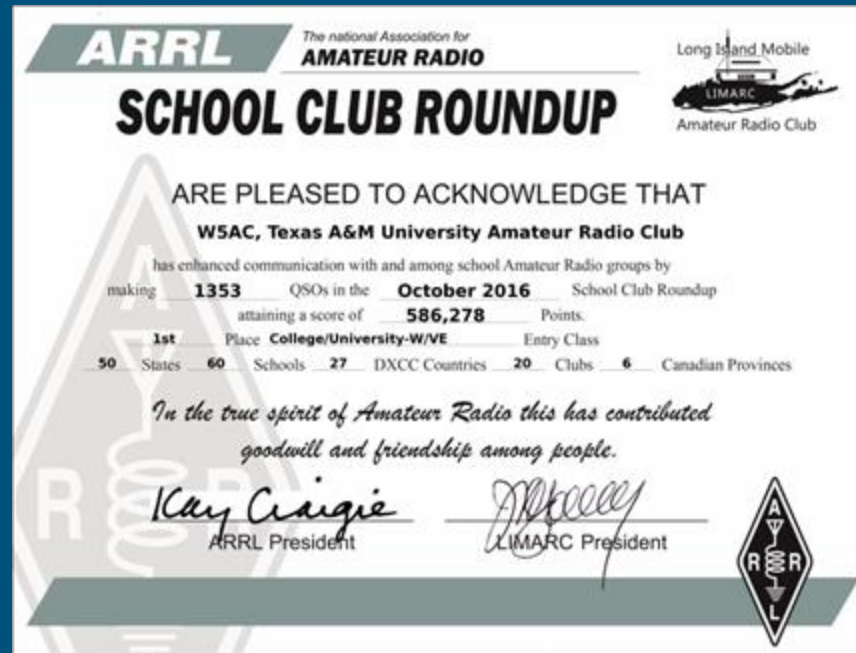 ARRL
The national Association for
AMATEUR RADIO
Long Island Mobile
LIMARC
Amateur Radio Club
SCHOOL CLUB ROUNDUP
ARE PLEASED TO ACKNOWLEDGE THAT
W5AC, Texas A&M University Amateur Radio Club
has enhanced communication with and among school Amateur Radio groups by
making 1353 QSOs in the October 2016 School Club Roundup
attaining a score of 586,278 Points.
1st Place College/University-W/VE Entry Class
50 States 60 Schools 27 DXCC Countries 20 Clubs 6 Canadian Provinces
In the true spirit of Amateur Radio this has contributed
goodwill and friendship among people.
Kay Craigie
ARRL President LIMARC President
A
R R
L
A
R R